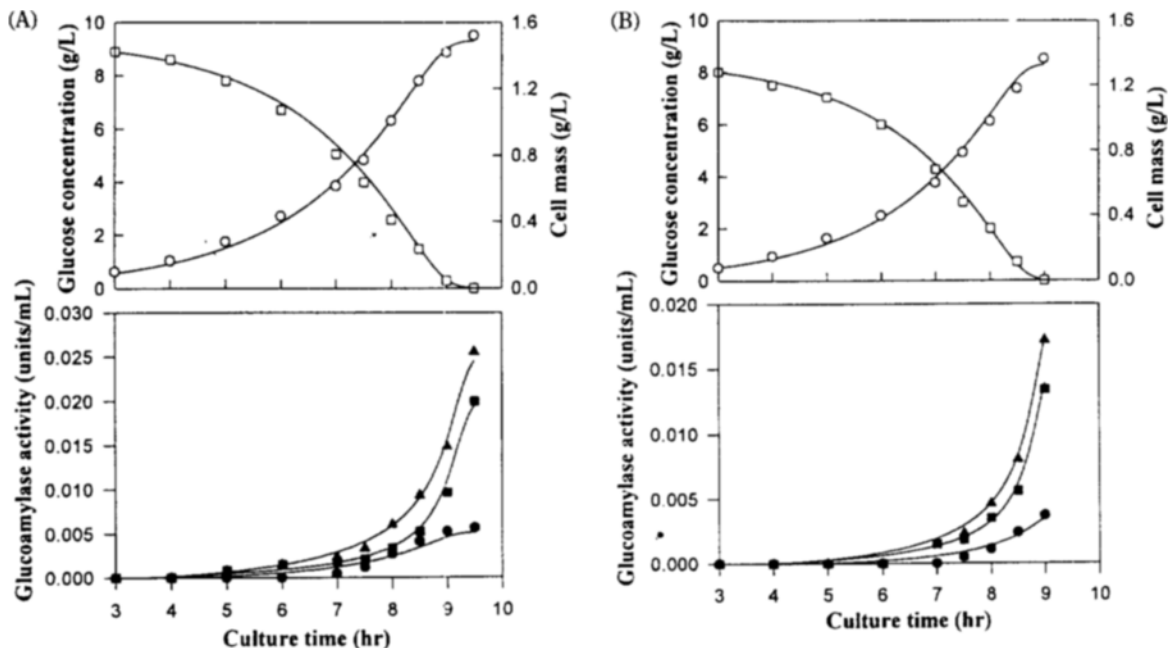 (A)
Glucose concentration (g/L)
10
8
6
4
2
0
1.6
1.2
0.8
0.4
0.0
Cell mass (g/L)
Glucoamylase activity (units/mL)
0.030
0.025
0.020
0.015
0.010
0.005
0.000
3 4 5 6 7 8 9 10
Culture time (hr)
(B)
Glucose concentration (g/L)
10
8
6
4
2
0
1.6
1.2
0.8
0.4
0.0
Cell mass (g/L)
Glucoamylase activity (units/mL)
0.020
0.015
0.010
0.005
0.000
3 4 5 6 7 8 9 10
Culture time (hr)